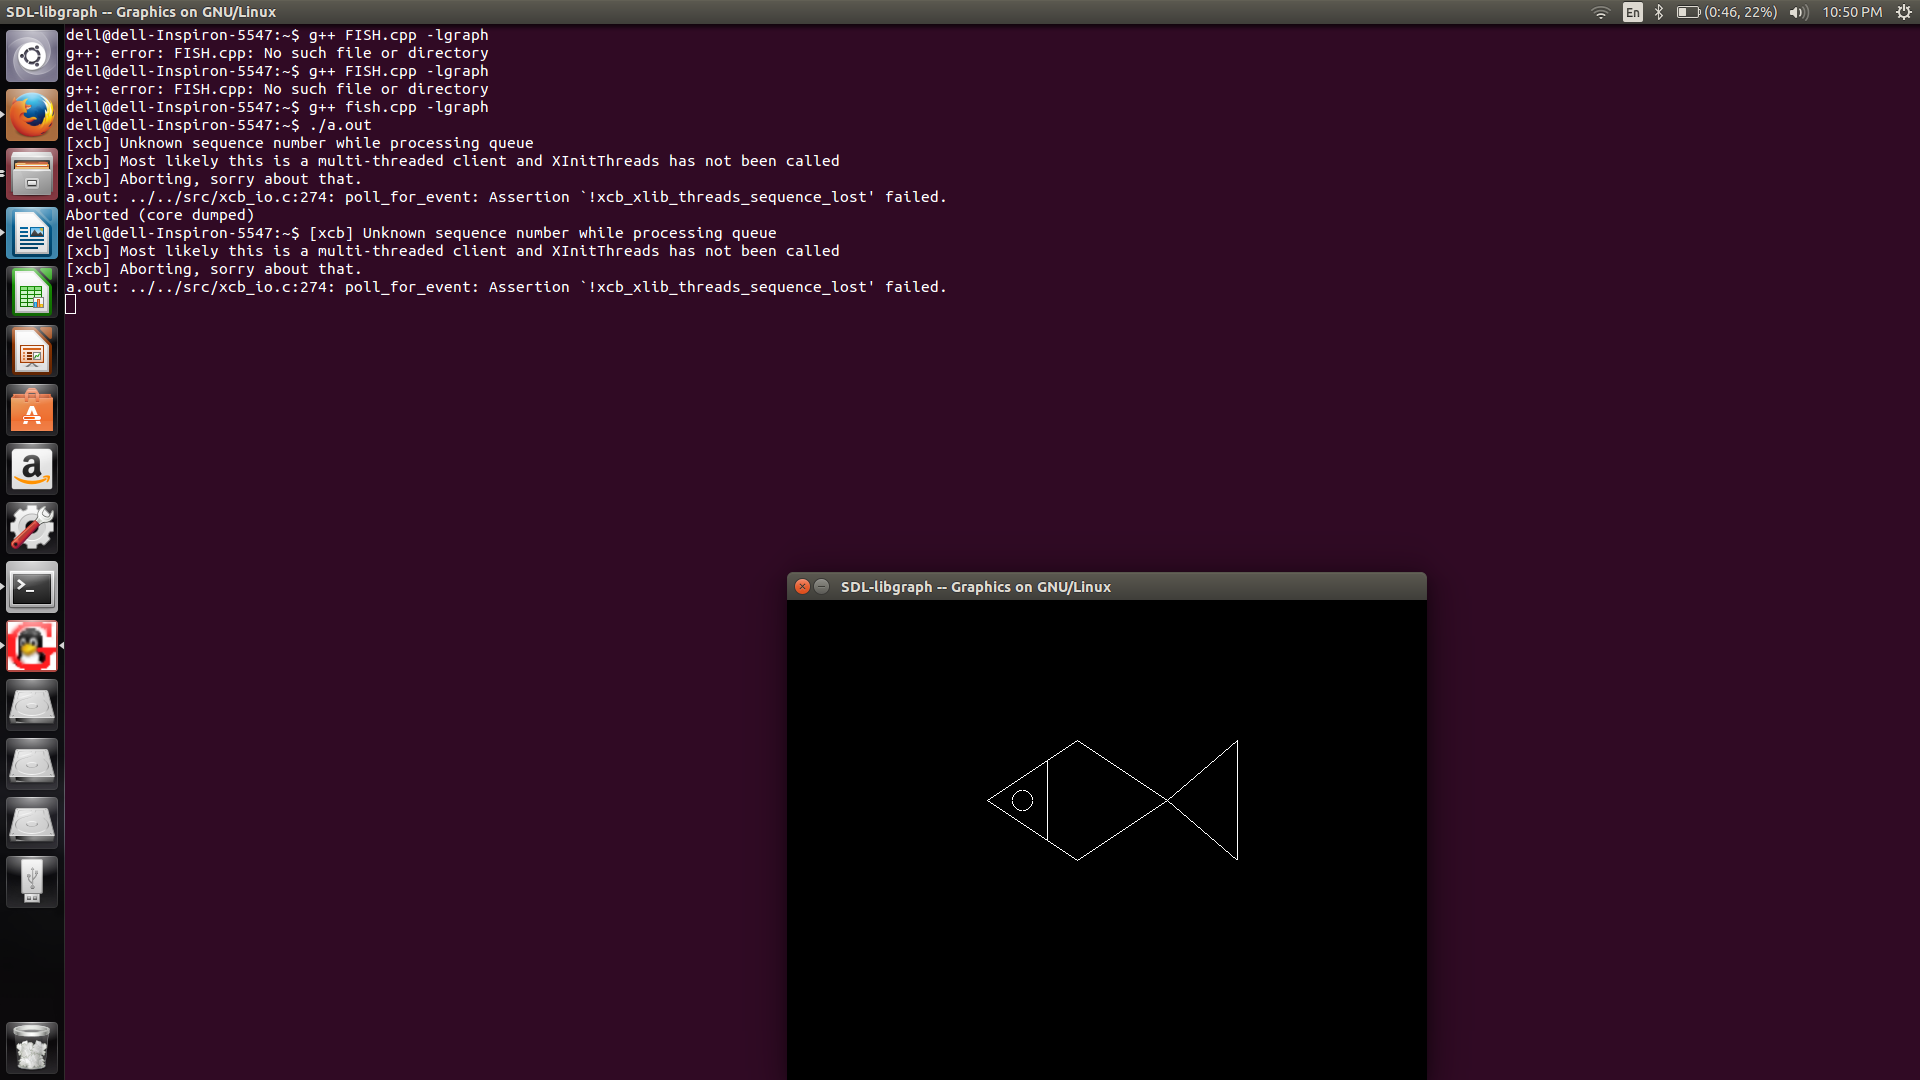 SDL-libgraph -- Graphics on GNU/Linux
En
(0:46, 22%)
10:50 PM
dell@dell-Inspiron-5547:~$ g++ FISH.cpp -lgraph
g++: error: FISH.cpp: No such file or directory
dell@dell-Inspiron-5547:~$ g++ FISH.cpp -lgraph
g++: error: FISH.cpp: No such file or directory
dell@dell-Inspiron-5547:~$ g++ fish.cpp -lgraph
dell@dell-Inspiron-5547:~$ ./a.out
[xcb] Unknown sequence number while processing queue
[xcb] Most likely this is a multi-threaded client and XInitThreads has not been called
[xcb] Aborting, sorry about that.
a.out: ../../src/xcb_io.c:274: poll_for_event: Assertion `!xcb_xlib_threads_sequence_lost' failed.
Aborted (core dumped)
dell@dell-Inspiron-5547:~$ [xcb] Unknown sequence number while processing queue
[xcb] Most likely this is a multi-threaded client and XInitThreads has not been called
[xcb] Aborting, sorry about that.
a.out: ../../src/xcb_io.c:274: poll_for_event: Assertion `!xcb_xlib_threads_sequence_lost' failed.
SDL-libgraph -- Graphics on GNU/Linux